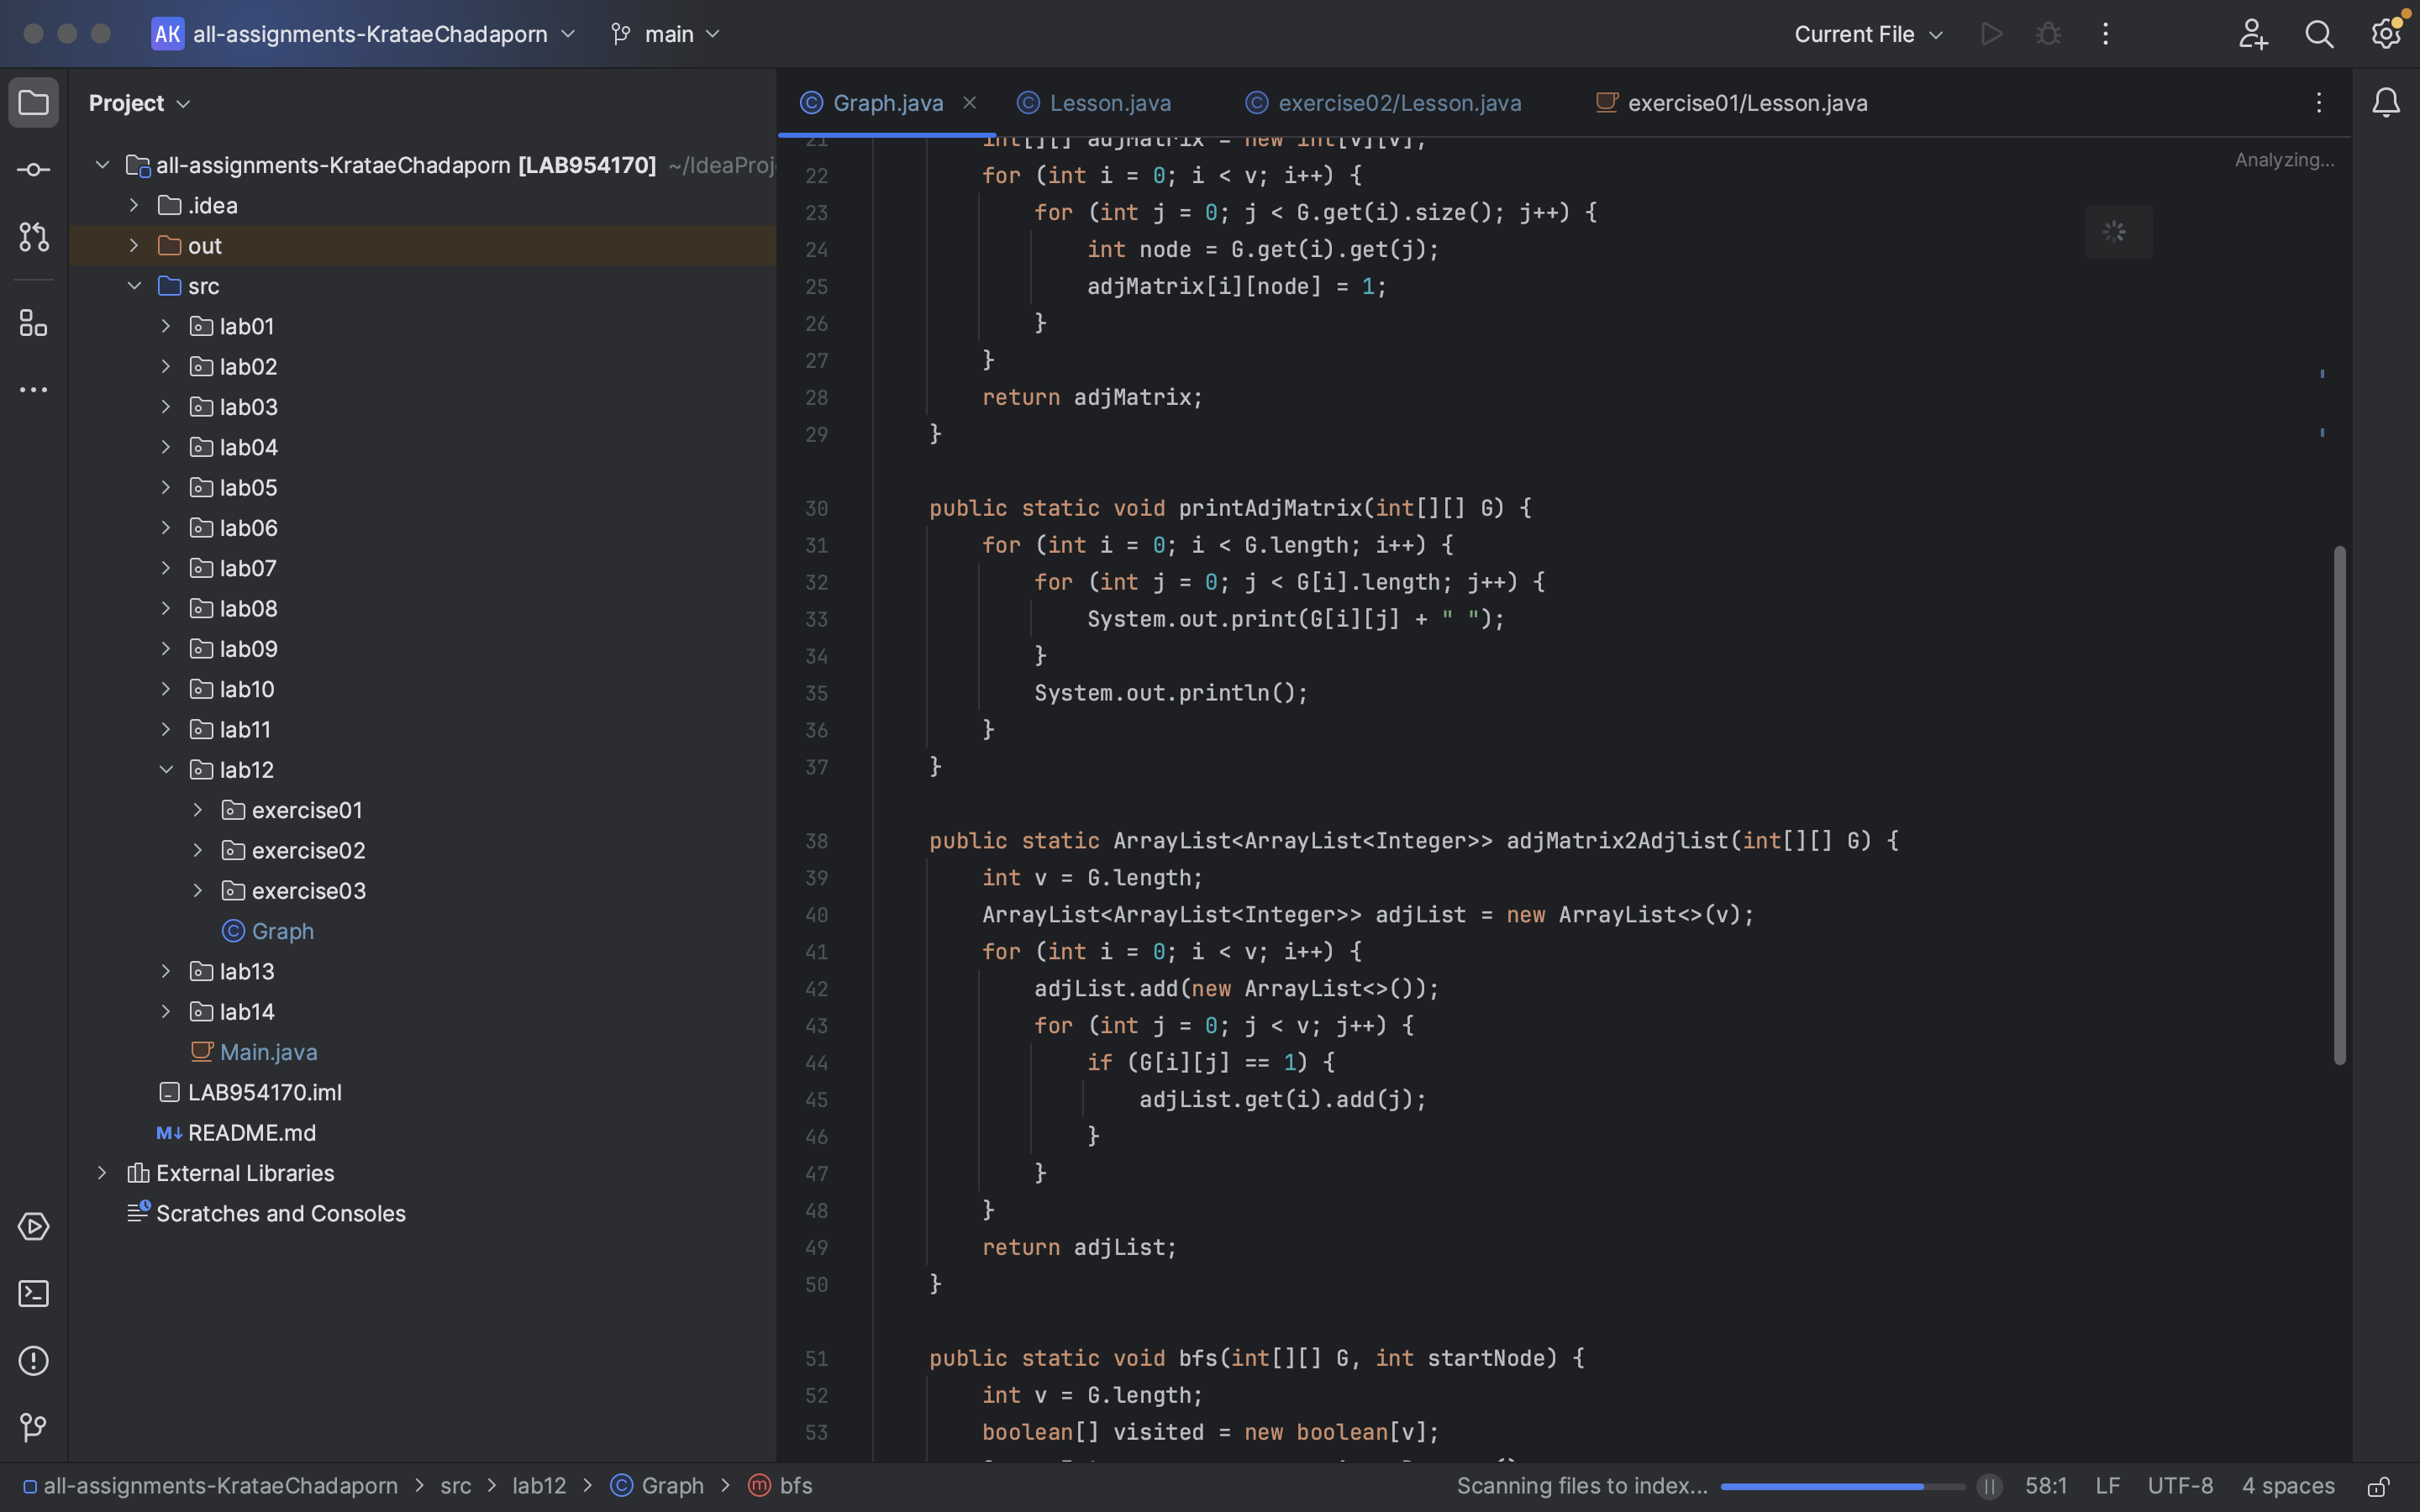 AK all-assignments-KrataeChadaporn main Current File
Project
Graph.java Lesson.java exercise02/Lesson.java exercise01/Lesson.java
Analyzing...
all-assignments-KrataeChadaporn [LAB954170] ~/IdeaProj
.idea
out
src
lab01
lab02
lab03
lab04
lab05
lab06
lab07
lab08
lab09
lab10
lab11
lab12
exercise01
exercise02
exercise03
Graph
lab13
lab14
Main.java
LAB954170.iml
README.md
External Libraries
Scratches and Consoles
21 int[][] adjMatrix = new int[v][v];
22 for (int i = 0; i < v; i++) {
23 for (int j = 0; j < G.get(i).size(); j++) {
24 int node = G.get(i).get(j);
25 adjMatrix[i][node] = 1;
26 }
27 }
28 return adjMatrix;
29 }
30 public static void printAdjMatrix(int[][] G) {
31 for (int i = 0; i < G.length; i++) {
32 for (int j = 0; j < G[i].length; j++) {
33 System.out.print(G[i][j] + " ");
34 }
35 System.out.println();
36 }
37 }
38 public static ArrayList<ArrayList<Integer>> adjMatrix2Adjlist(int[][] G) {
39 int v = G.length;
40 ArrayList<ArrayList<Integer>> adjList = new ArrayList<>(v);
41 for (int i = 0; i < v; i++) {
42 adjList.add(new ArrayList<>());
43 for (int j = 0; j < v; j++) {
44 if (G[i][j] == 1) {
45 adjList.get(i).add(j);
46 }
47 }
48 }
49 return adjList;
50 }
51 public static void bfs(int[][] G, int startNode) {
52 int v = G.length;
53 boolean[] visited = new boolean[v];
all-assignments-KrataeChadaporn > src > lab12 > Graph > bfs Scanning files to index... 58:1 LF UTF-8 4 spaces